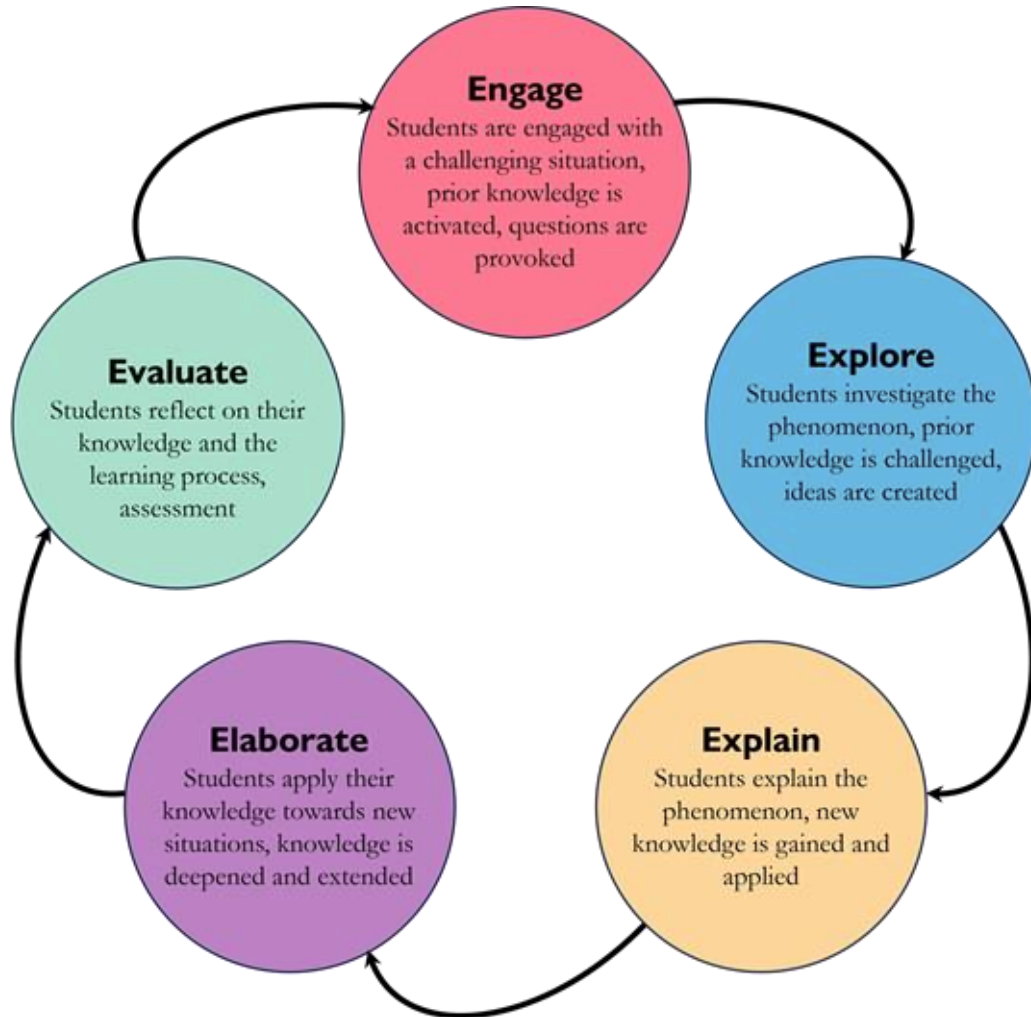 Engage
Students are engaged with
a challenging situation,
prior knowledge is
activated, questions are
provoked
Explore
Students investigate the
phenomenon, prior
knowledge is challenged,
ideas are created
Explain
Students explain the
phenomenon, new
knowledge is gained and
applied
Elaborate
Students apply their
knowledge towards new
situations, knowledge is
deepened and extended
Evaluate
Students reflect on their
knowledge and the
learning process,
assessment